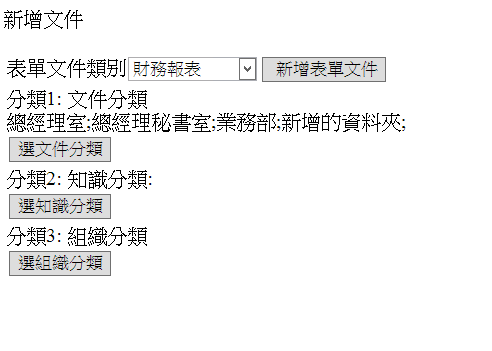 新增文件
表單文件類別 財務報表 新增表單文件
分類1: 文件分類
總經理室;總經理秘書室;業務部;新增的資料夾;
選文件分類
分類2: 知識分類:
選知識分類
分類3: 組織分類
選組織分類